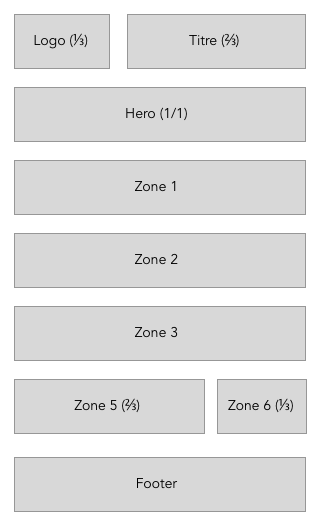 Logo (⅓)
Titre (⅔)
Hero (1/1)
Zone 1
Zone 2
Zone 3
Zone 5 (⅔)
Zone 6 (⅓)
Footer